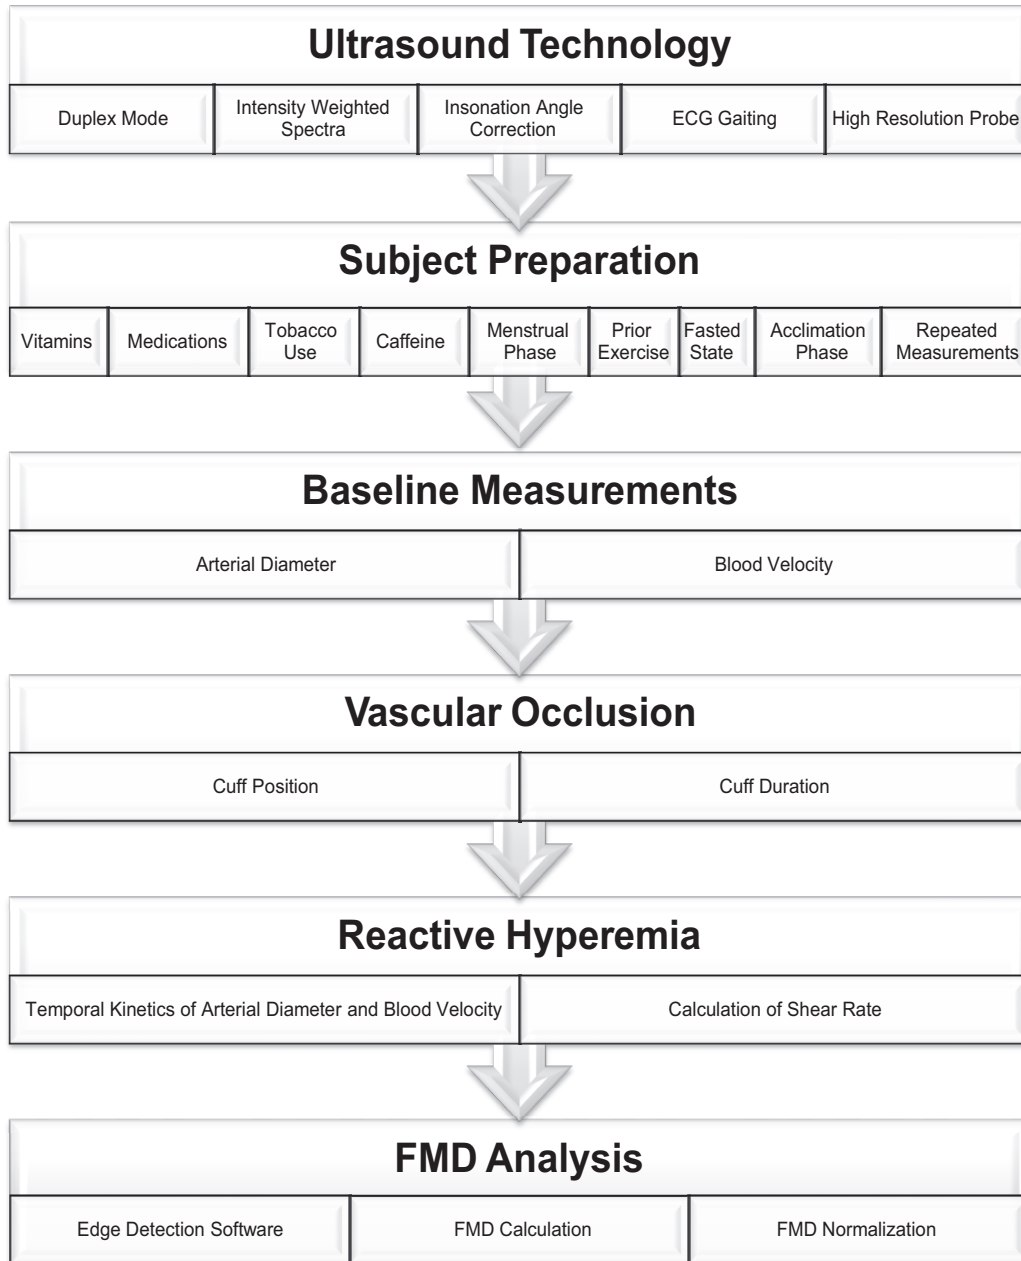 Ultrasound Technology
Duplex Mode
Intensity Weighted
Spectra
Insonation Angle
Correction
ECG Gaiting
High Resolution Probe
Subject Preparation
Vitamins
Medications
Tobacco
Use
Caffeine
Menstrual
Phase
Prior
Exercise
Fasted
State
Acclimation
Phase
Repeated
Measurements
Baseline Measurements
Arterial Diameter
Blood Velocity
Vascular Occlusion
Cuff Position
Cuff Duration
Reactive Hyperemia
Temporal Kinetics of Arterial Diameter and Blood Velocity
Calculation of Shear Rate
FMD Analysis
Edge Detection Software
FMD Calculation
FMD Normalization